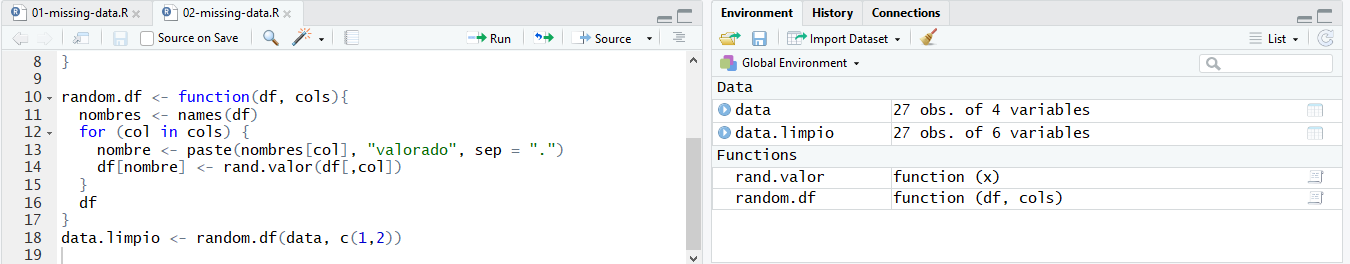 01-missing-data.R
02-missing-data.R
Source on Save
Run
Source
8 }
9
10 random.df <- function(df, cols){
11 nombres <- names(df)
12 for (col in cols) {
13 nombre <- paste(nombres[col], "valorado", sep = ".")
14 df[nombre] <- rand.valor(df[,col])
15 }
16 df
17 }
18 data.limpio <- random.df(data, c(1,2))
19
Environment History Connections
Import Dataset
List
Global Environment
Data
data 27 obs. of 4 variables
data.limpio 27 obs. of 6 variables
Functions
rand.valor function (x)
random.df function (df, cols)